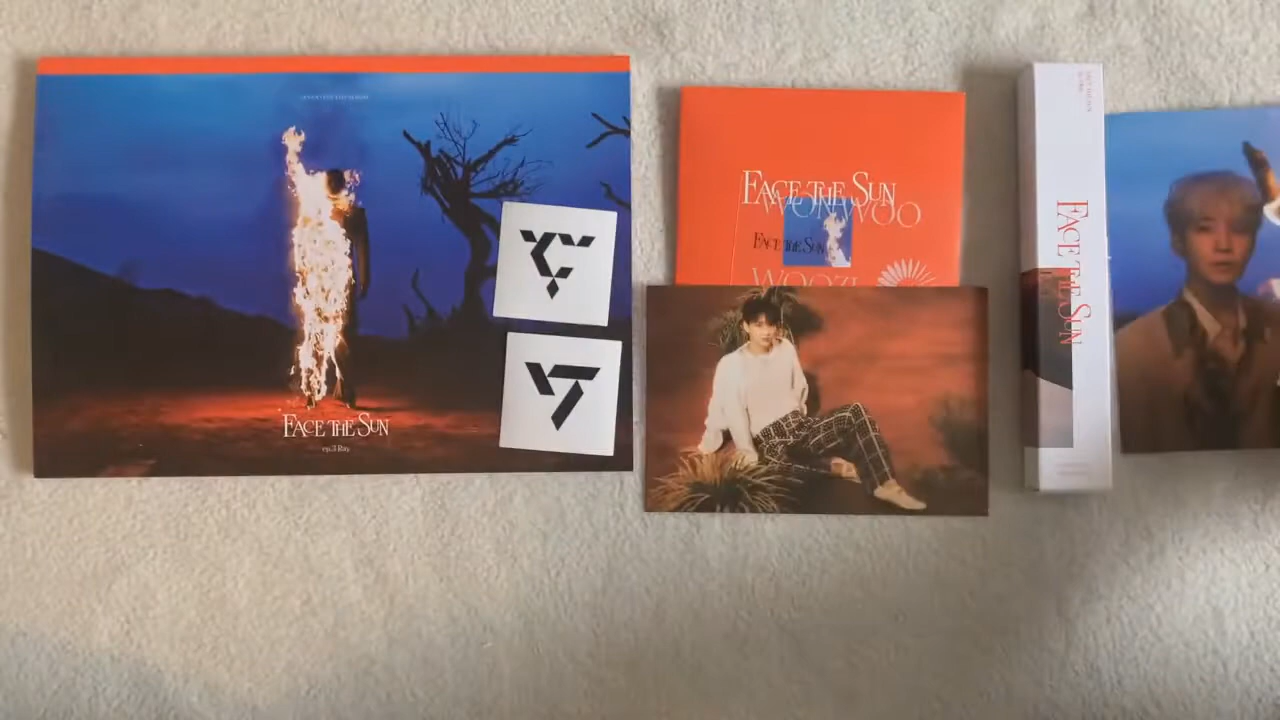 FACE THE SUN
ep.3 Ray
FACE THE SUN
WONWOO
FACE THE SUN
WOOZI
FACE THE SUN